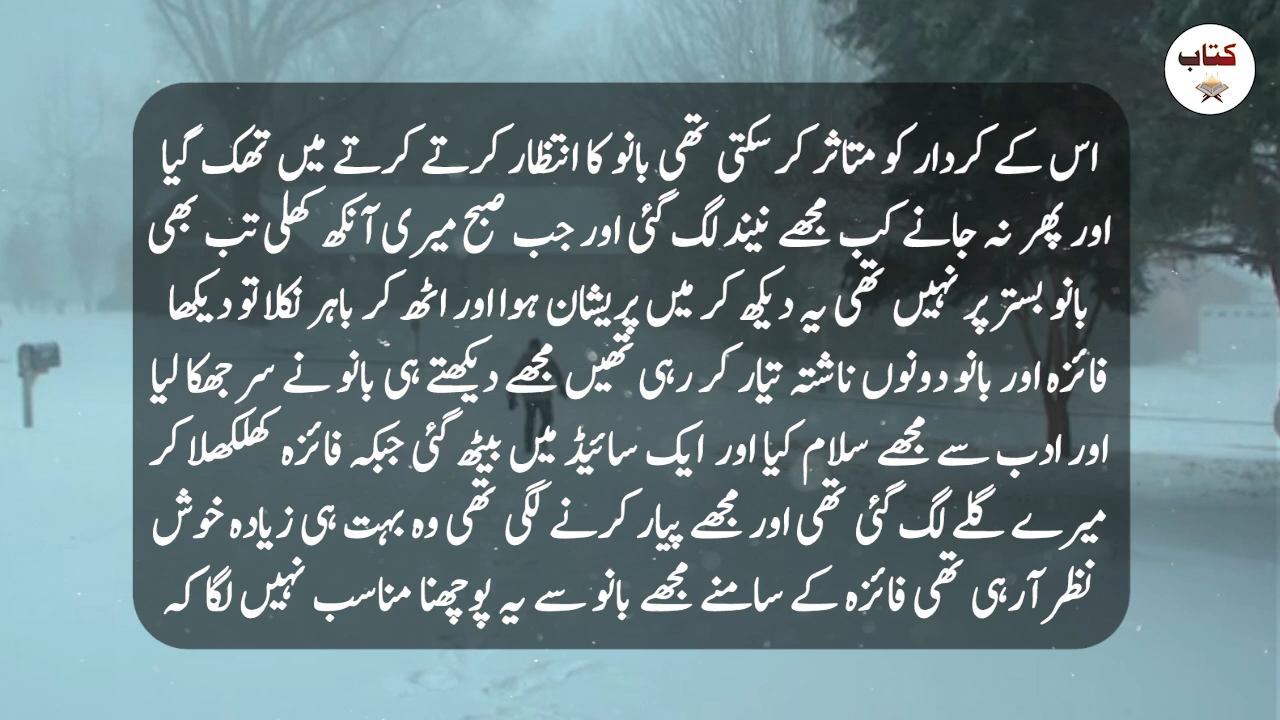 کتاب
اس کے کردار کو متاثر کر سکتی تھی بانو کا انتظار کرتے کرتے میں تھک گیا
اور پھر نہ جانے کب مجھے نیند لگ گئی اور جب صبح میری آنکھ کھلی تب بھی
بانو بستر پر نہیں تھی یہ دیکھ کر میں پریشان ہوا اور اٹھ کر باہر نکلا تو دیکھا
فائزہ اور بانو دونوں ناشتہ تیار کر رہی تھیں مجھے دیکھتے ہی بانو نے سر جھکا لیا
اور ادب سے مجھے سلام کیا اور ایک سائیڈ میں بیٹھ گئی جبکہ فائزہ کھلکھلا کر
میرے گلے لگ گئی تھی اور مجھے پیار کرنے لگی تھی وہ بہت ہی زیادہ خوش
نظر آرہی تھی فائزہ کے سامنے مجھے بانو سے یہ پوچھنا مناسب نہیں لگا کہ